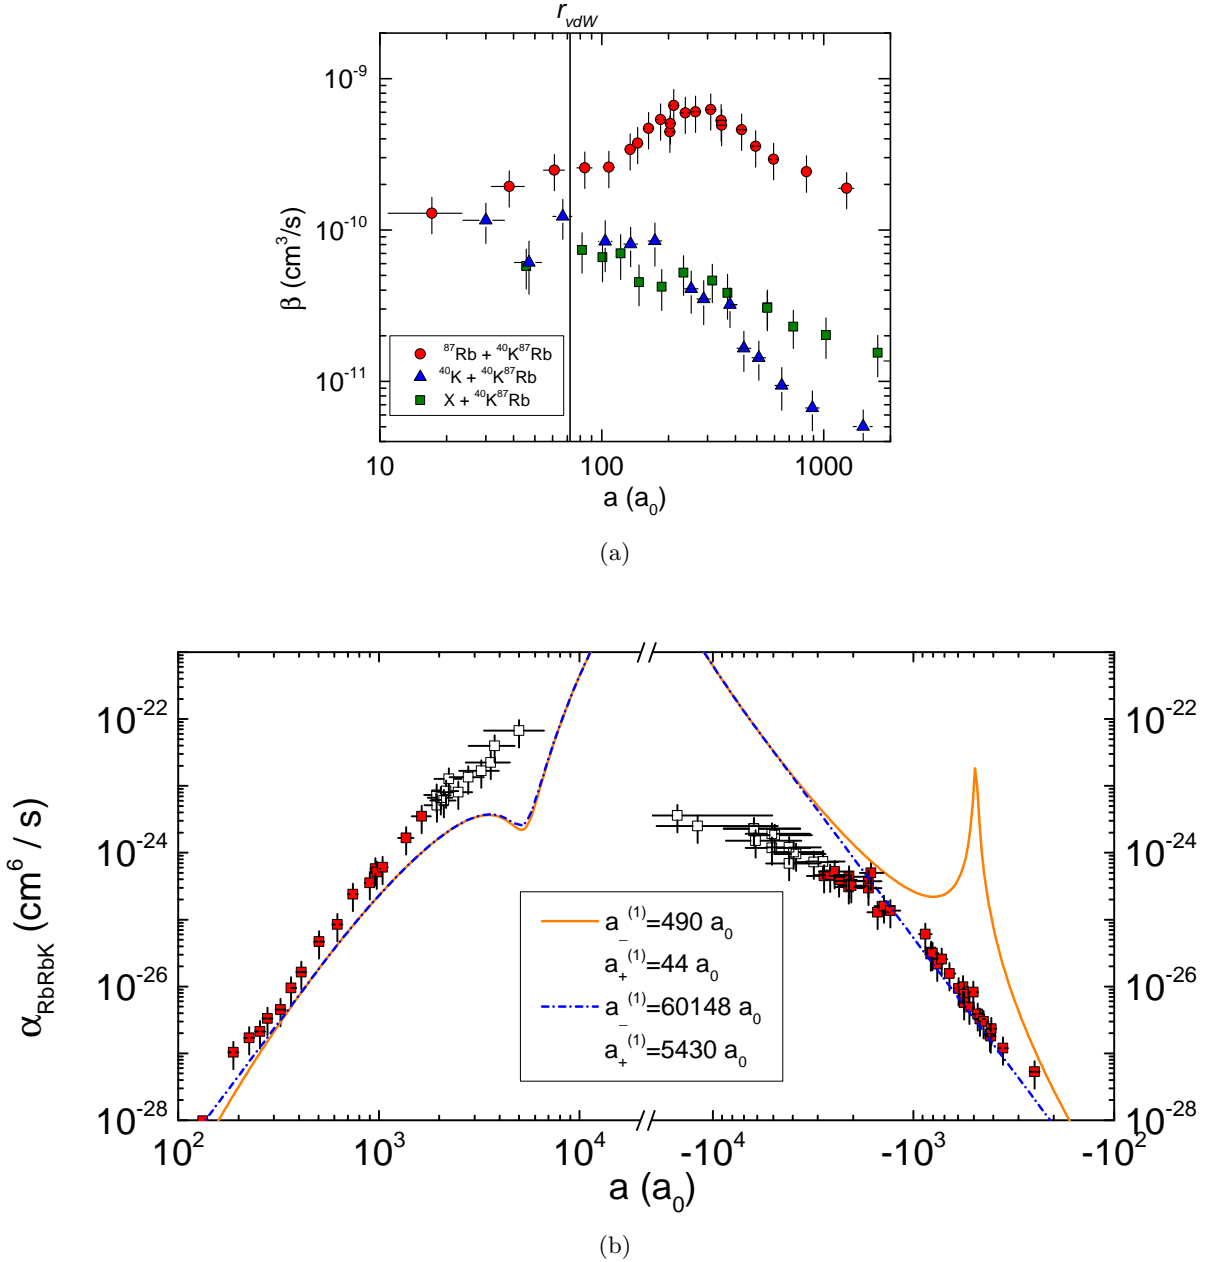 r_vdW
10^-9
10^-10
10^-11
β (cm^3/s)
^87Rb + ^40K^87Rb
^40K + ^40K^87Rb
X + ^40K^87Rb
10 100 1000
a (a_0)
(a)
10^-22 10^-22
10^-24 10^-24
10^-26 10^-26
10^-28 10^-28
α_RbRbK (cm^6 / s)
a_-^(1)=490 a_0
a_+^(1)=44 a_0
a_-^(1)=60148 a_0
a_+^(1)=5430 a_0
10^2 10^3 10^4 -10^4 -10^3 -10^2
a (a_0)
(b)